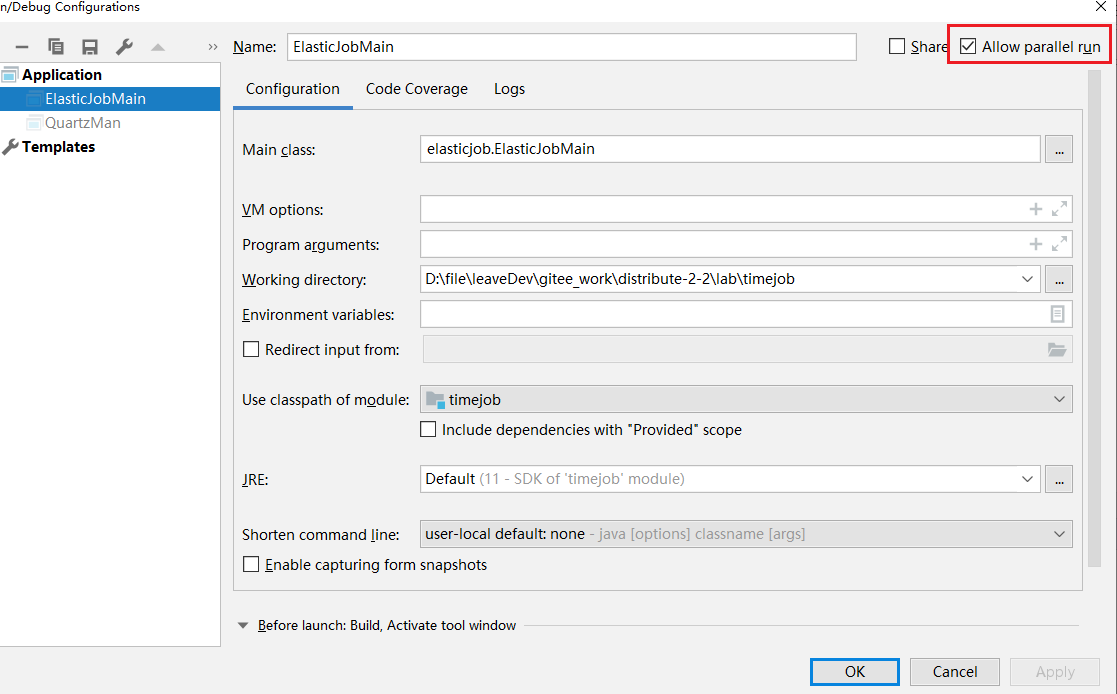 n/Debug Configurations
Name: ElasticJobMain Share Allow parallel run
Application
ElasticJobMain
QuartzMan
Templates
Configuration Code Coverage Logs
Main class: elasticjob.ElasticJobMain ...
VM options:
Program arguments:
Working directory: D:\file\leaveDev\gitee_work\distribute-2-2\lab\timejob ...
Environment variables:
Redirect input from:
Use classpath of module: timejob
Include dependencies with "Provided" scope
JRE: Default (11 - SDK of 'timejob' module) ...
Shorten command line: user-local default: none - java [options] classname [args]
Enable capturing form snapshots
Before launch: Build, Activate tool window
OK Cancel Apply